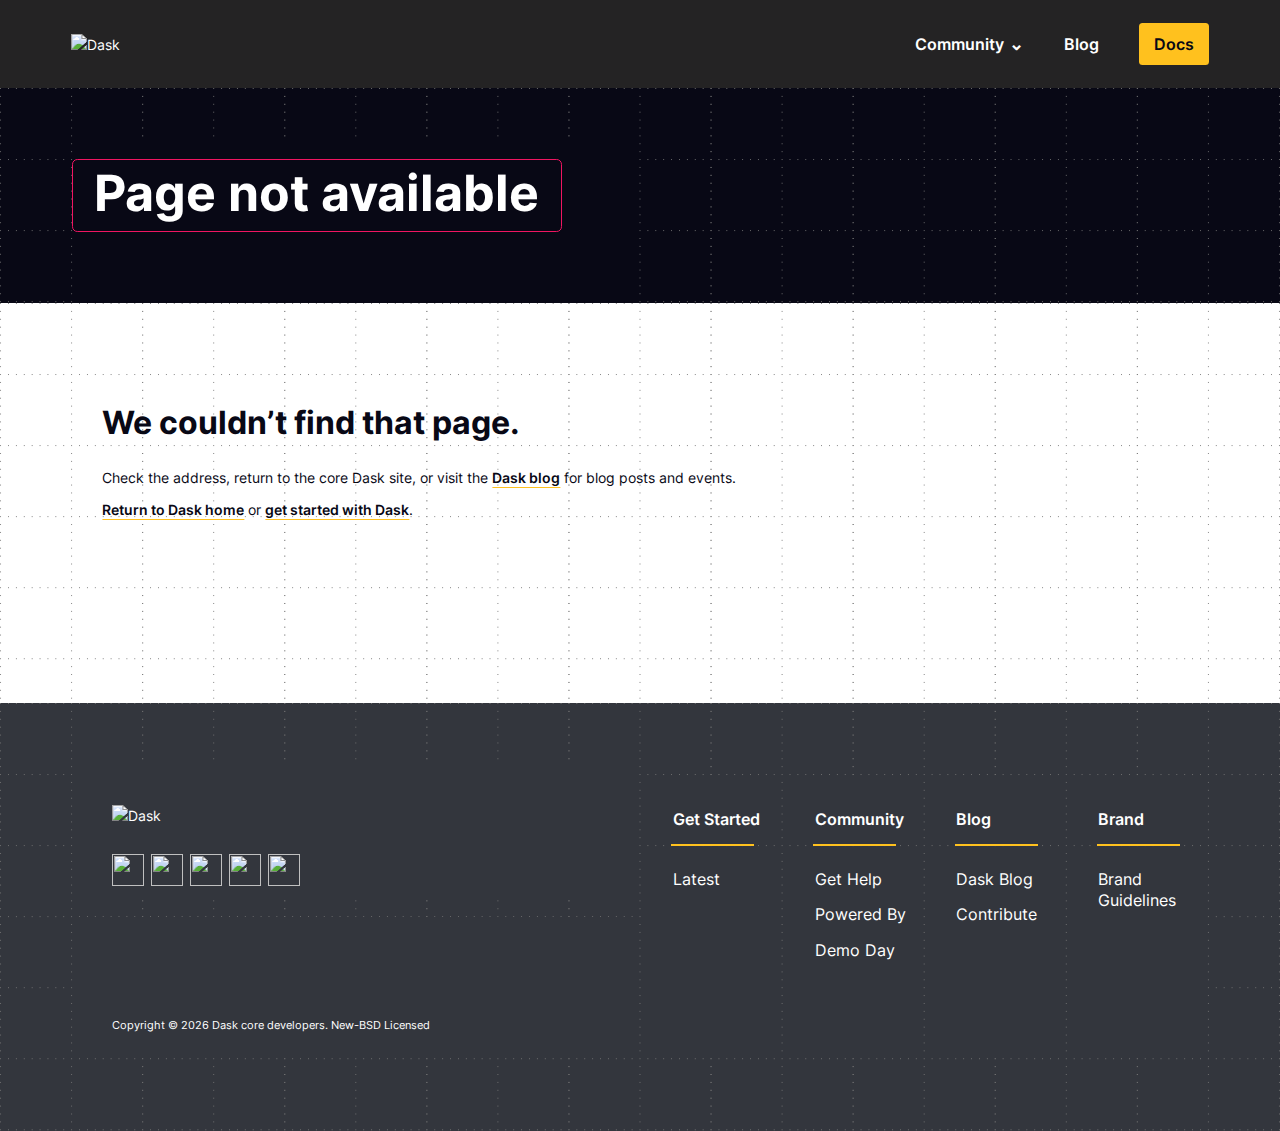 Dask
Community
Blog
Docs
Page not available
We couldn’t find that page.
Check the address, return to the core Dask site, or visit the Dask blog for blog posts and events.
Return to Dask home or get started with Dask.
Dask
Get Started
Latest
Community
Get Help
Powered By
Demo Day
Blog
Dask Blog
Contribute
Brand
Brand
Guidelines
Copyright © 2026 Dask core developers. New-BSD Licensed